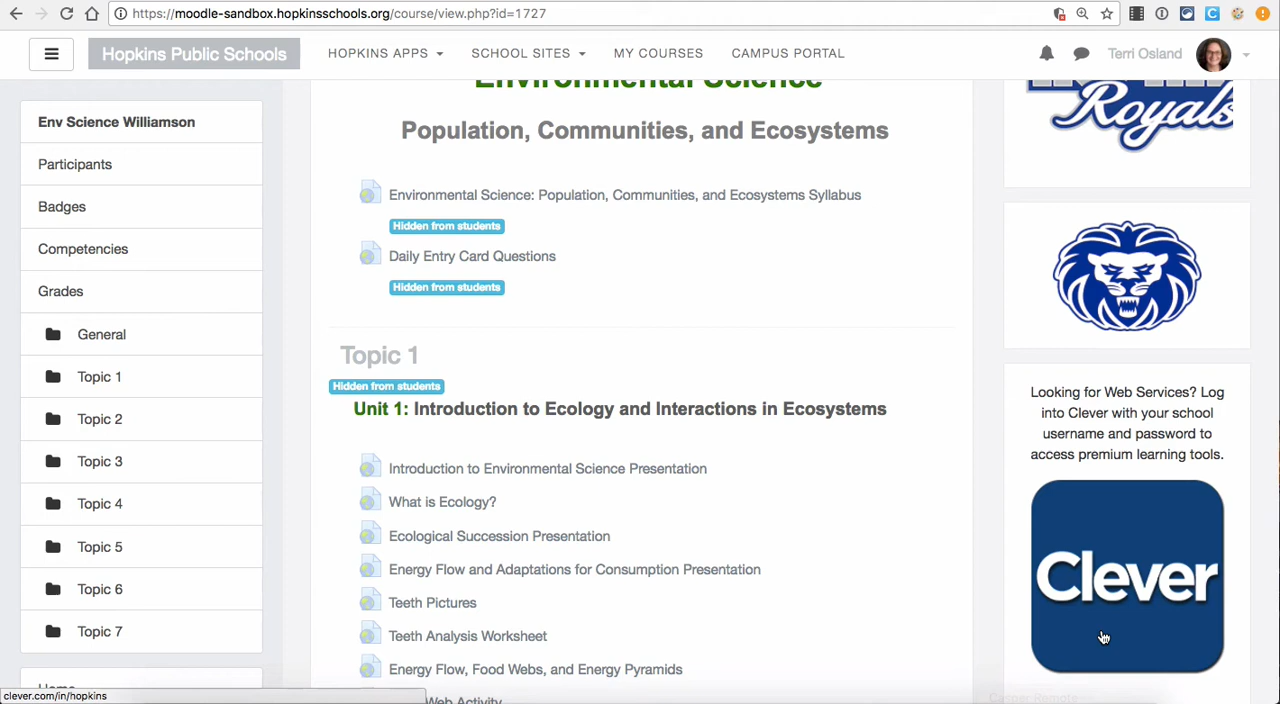 https://moodle-sandbox.hopkinsschools.org/course/view.php?id=1727
Hopkins Public Schools
HOPKINS APPS
SCHOOL SITES
MY COURSES
CAMPUS PORTAL
Terri Osland
Env Science Williamson
Participants
Badges
Competencies
Grades
General
Topic 1
Topic 2
Topic 3
Topic 4
Topic 5
Topic 6
Topic 7
Home
Environmental Science
Population, Communities, and Ecosystems
Environmental Science: Population, Communities, and Ecosystems Syllabus
Hidden from students
Daily Entry Card Questions
Hidden from students
Topic 1
Hidden from students
Unit 1: Introduction to Ecology and Interactions in Ecosystems
Introduction to Environmental Science Presentation
What is Ecology?
Ecological Succession Presentation
Energy Flow and Adaptations for Consumption Presentation
Teeth Pictures
Teeth Analysis Worksheet
Energy Flow, Food Webs, and Energy Pyramids
Web Activity
Royals
Looking for Web Services? Log
into Clever with your school
username and password to
access premium learning tools.
Clever
Casper Remote
clever.com/in/hopkins